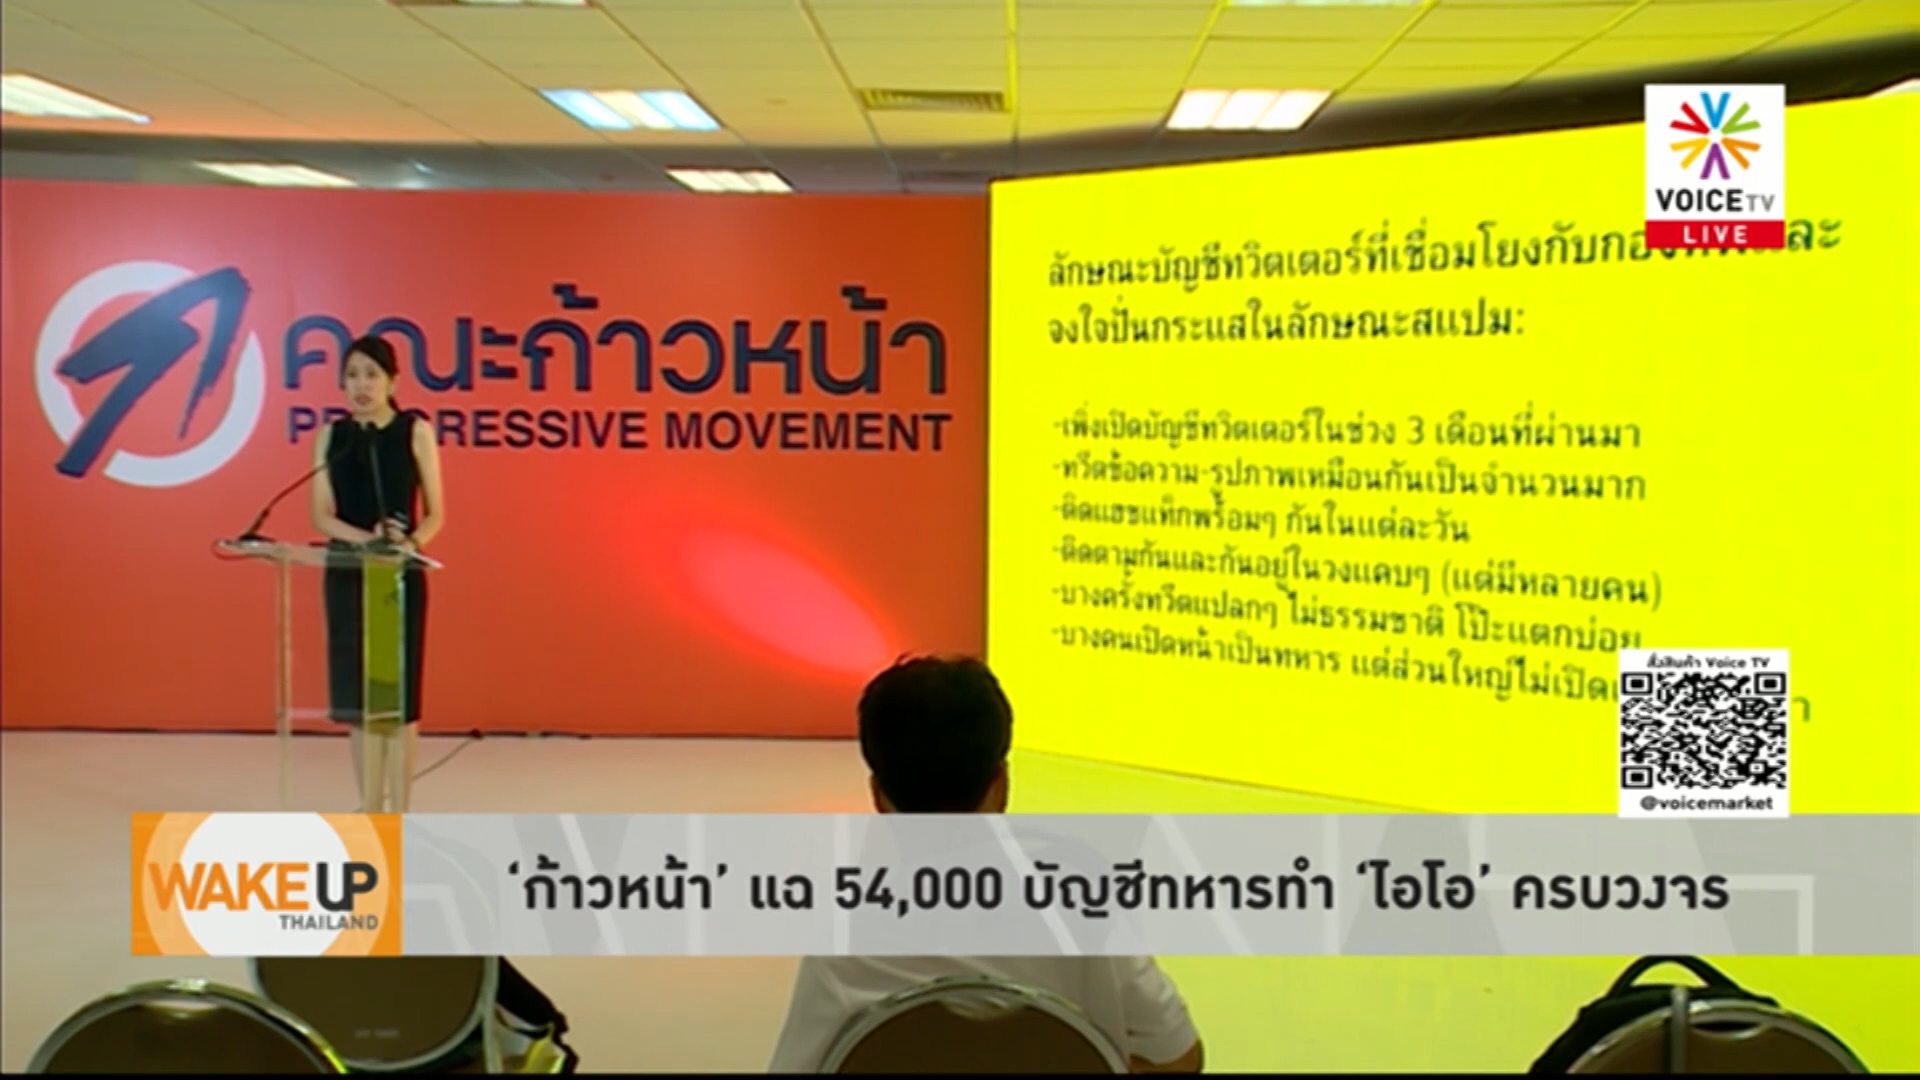 VOICE TV
LIVE
คณะก้าวหน้า
PROGRESSIVE MOVEMENT
ลักษณะบัญชีทวิตเตอร์ที่เชื่อมโยงกับ และ
จงใจปั่นกระแสในลักษณะสแปม:
-เพิ่งเปิดบัญชีทวิตเตอร์ในช่วง 3 เดือนที่ผ่านมา
-ทวีตข้อความ-รูปภาพเหมือนกันเป็นจำนวนมาก
-ติดแฮชแท็กพร้อมๆ กันในแต่ละวัน
-ติดตามกันและกันอยู่ในวงแคบๆ (แต่มีหลายคน)
-บางครั้งทวีตแปลกๆ ไม่ธรรมชาติ โป๊ะแตกบ่อย
-บางคนเปิดหน้าเป็นทหาร แต่ส่วนใหญ่ไม่เปิด
สั่งสินค้า Voice TV
@voicemarket
WAKE UP
THAILAND
‘ก้าวหน้า’ แฉ 54,000 บัญชีทหารทำ ‘ไอโอ’ ครบวงจร